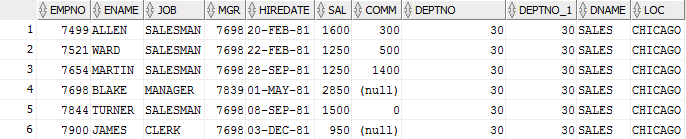 EMPNO ENAME JOB MGR HIREDATE SAL COMM DEPTNO DEPTNO_1 DNAME LOC
1 7499 ALLEN SALESMAN 7698 20-FEB-81 1600 300 30 30 SALES CHICAGO
2 7521 WARD SALESMAN 7698 22-FEB-81 1250 500 30 30 SALES CHICAGO
3 7654 MARTIN SALESMAN 7698 28-SEP-81 1250 1400 30 30 SALES CHICAGO
4 7698 BLAKE MANAGER 7839 01-MAY-81 2850 (null) 30 30 SALES CHICAGO
5 7844 TURNER SALESMAN 7698 08-SEP-81 1500 0 30 30 SALES CHICAGO
6 7900 JAMES CLERK 7698 03-DEC-81 950 (null) 30 30 SALES CHICAGO